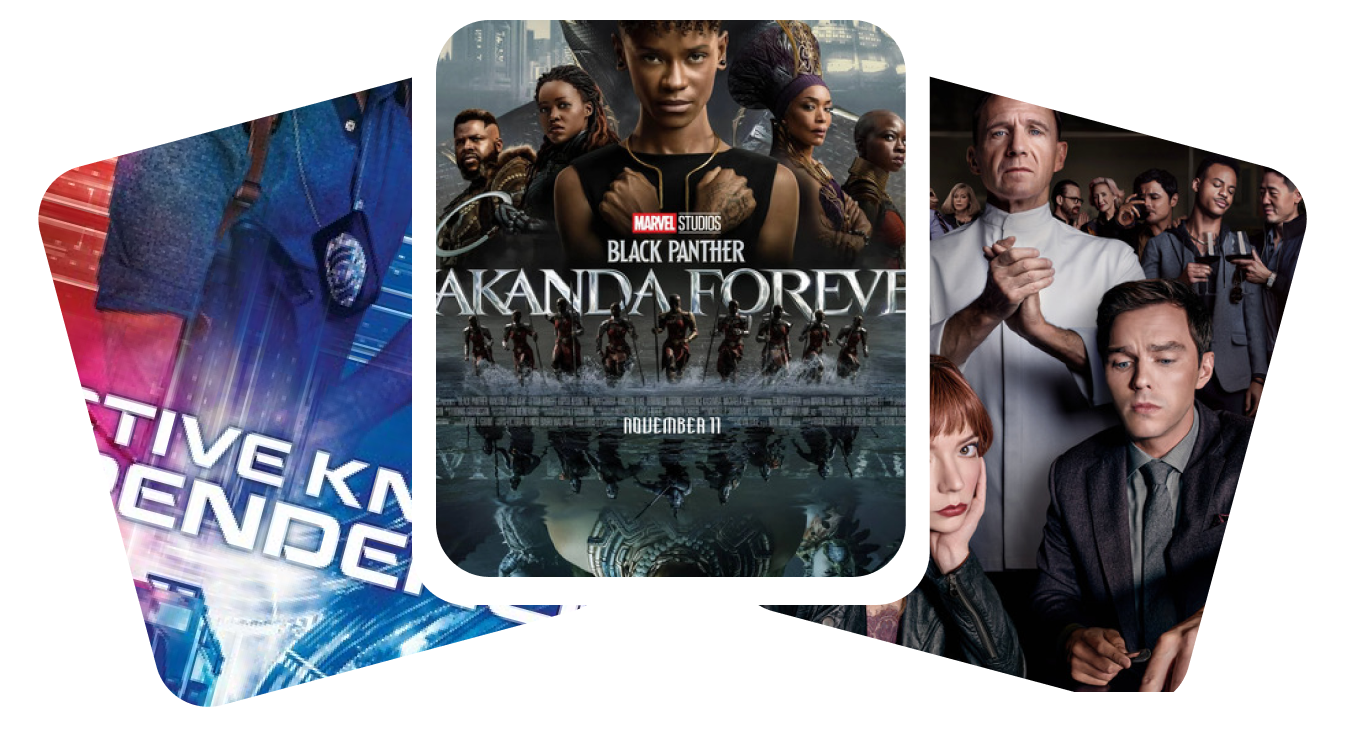 TIVE KN
ENDE
MARVEL STUDIOS
BLACK PANTHER
AKANDA FOREVE
NOVEMBER 11